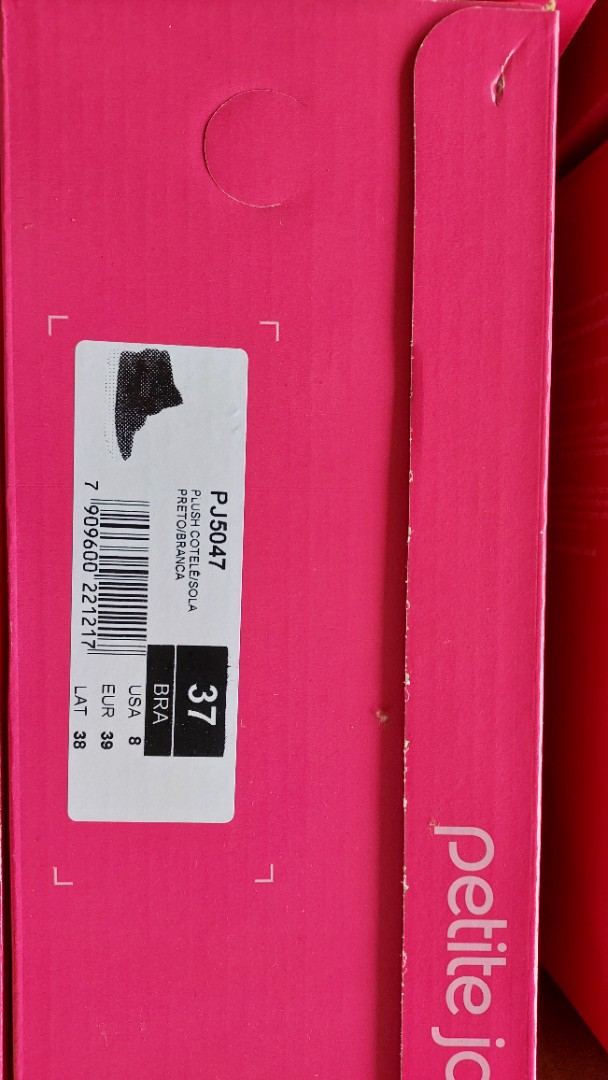 PJ5047
PLUSH COTELÊ/SOLA
PRETO/BRANCA
7 909600 221217
37
BRA
USA 8
EUR 39
LAT 38
petite jo